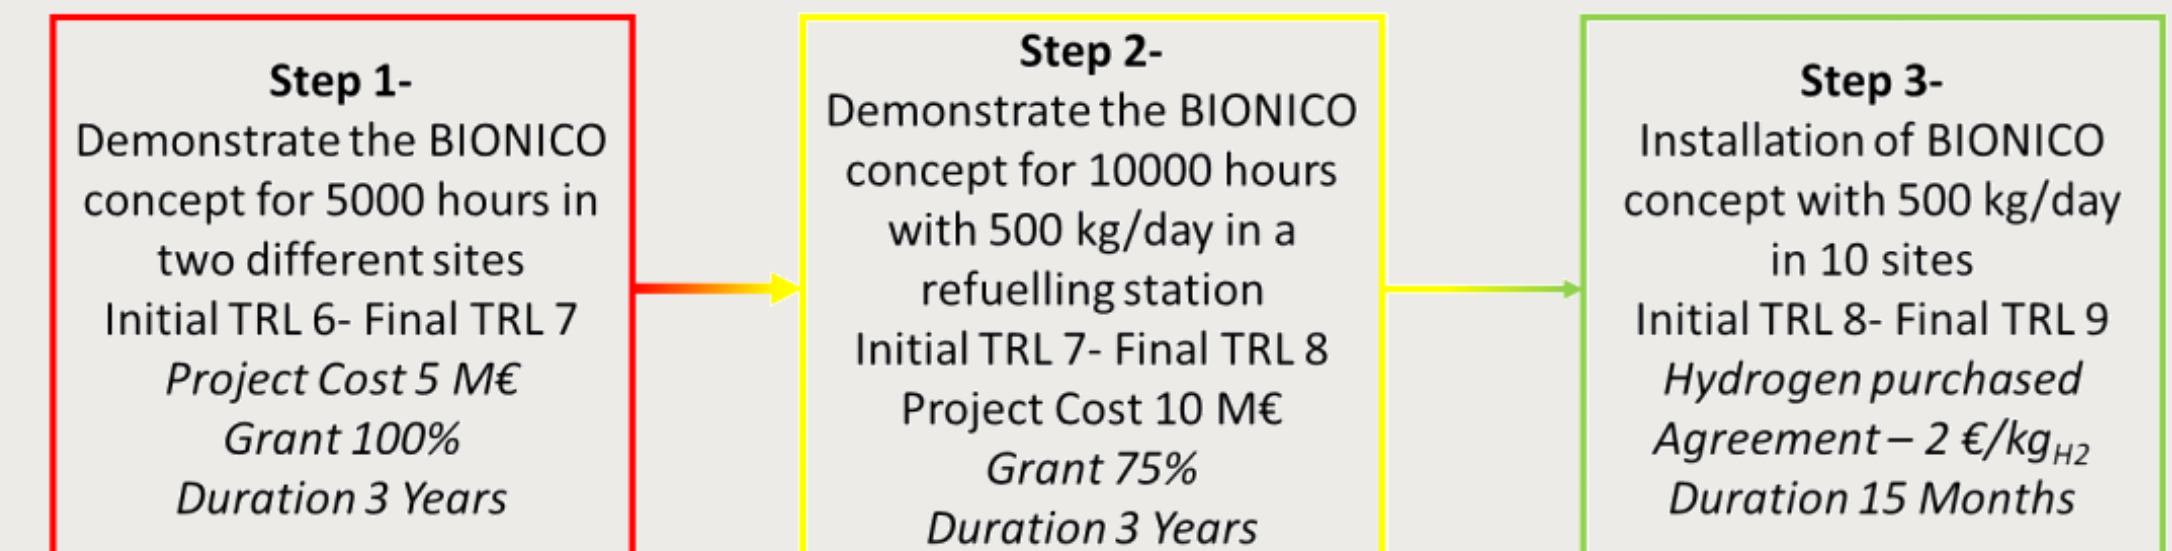 Step 1-
Demonstrate the BIONICO
concept for 5000 hours in
two different sites
Initial TRL 6- Final TRL 7
Project Cost 5 M€
Grant 100%
Duration 3 Years
Step 2-
Demonstrate the BIONICO
concept for 10000 hours
with 500 kg/day in a
refuelling station
Initial TRL 7- Final TRL 8
Project Cost 10 M€
Grant 75%
Duration 3 Years
Step 3-
Installation of BIONICO
concept with 500 kg/day
in 10 sites
Initial TRL 8- Final TRL 9
Hydrogen purchased
Agreement – 2 €/kgH2
Duration 15 Months